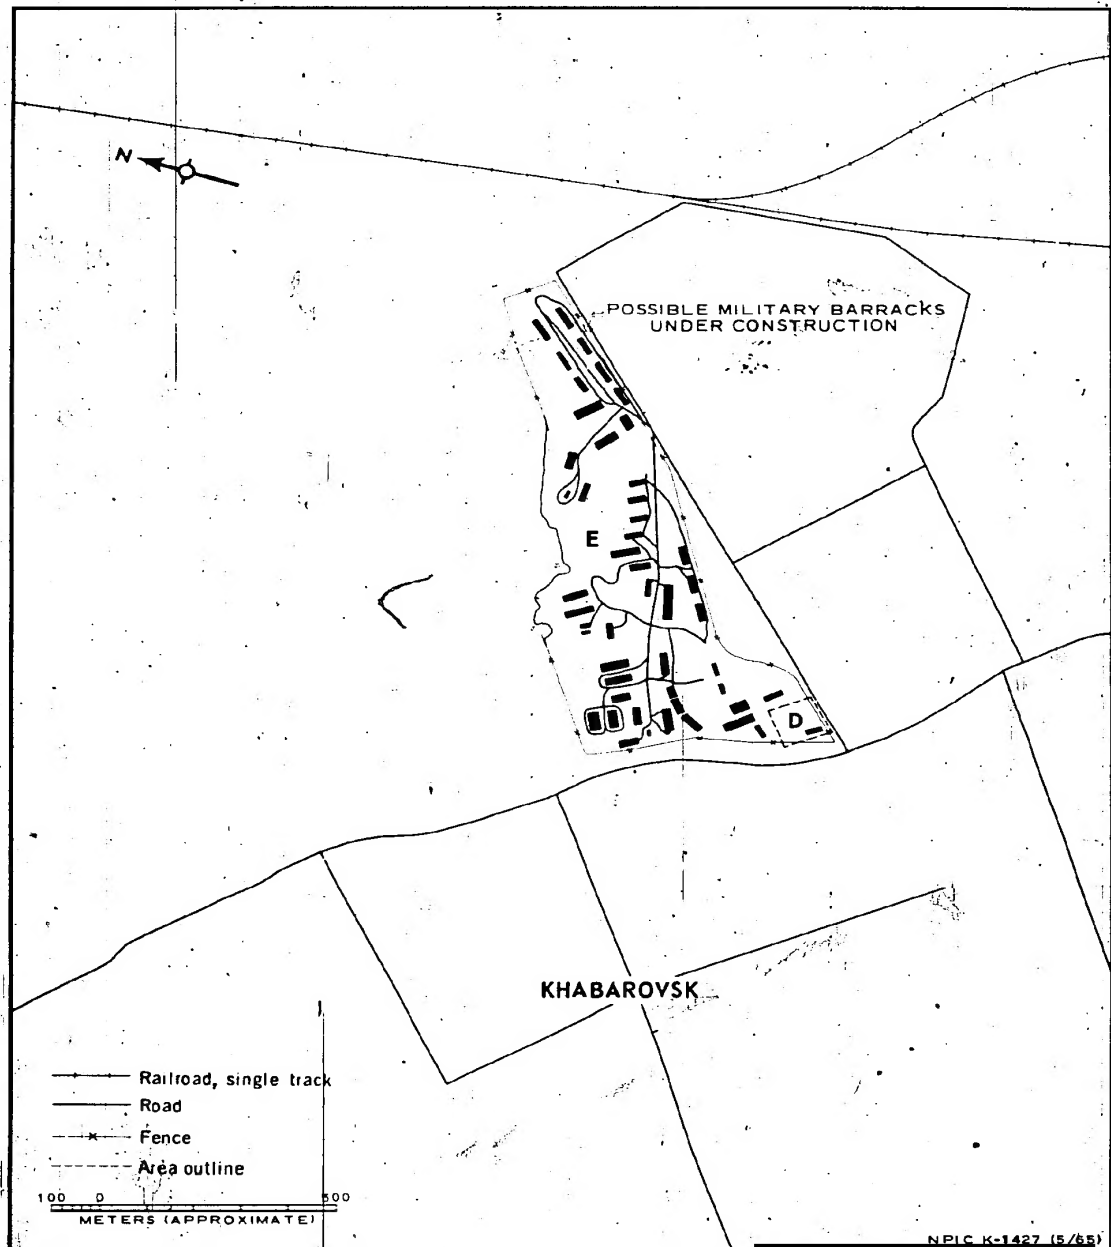 N
POSSIBLE MILITARY BARRACKS
UNDER CONSTRUCTION
E
D
KHABAROVSK
Railroad, single track
Road
Fence
Area outline
100 0 500
METERS (APPROXIMATE)
NPIC K-1427 (5/65)